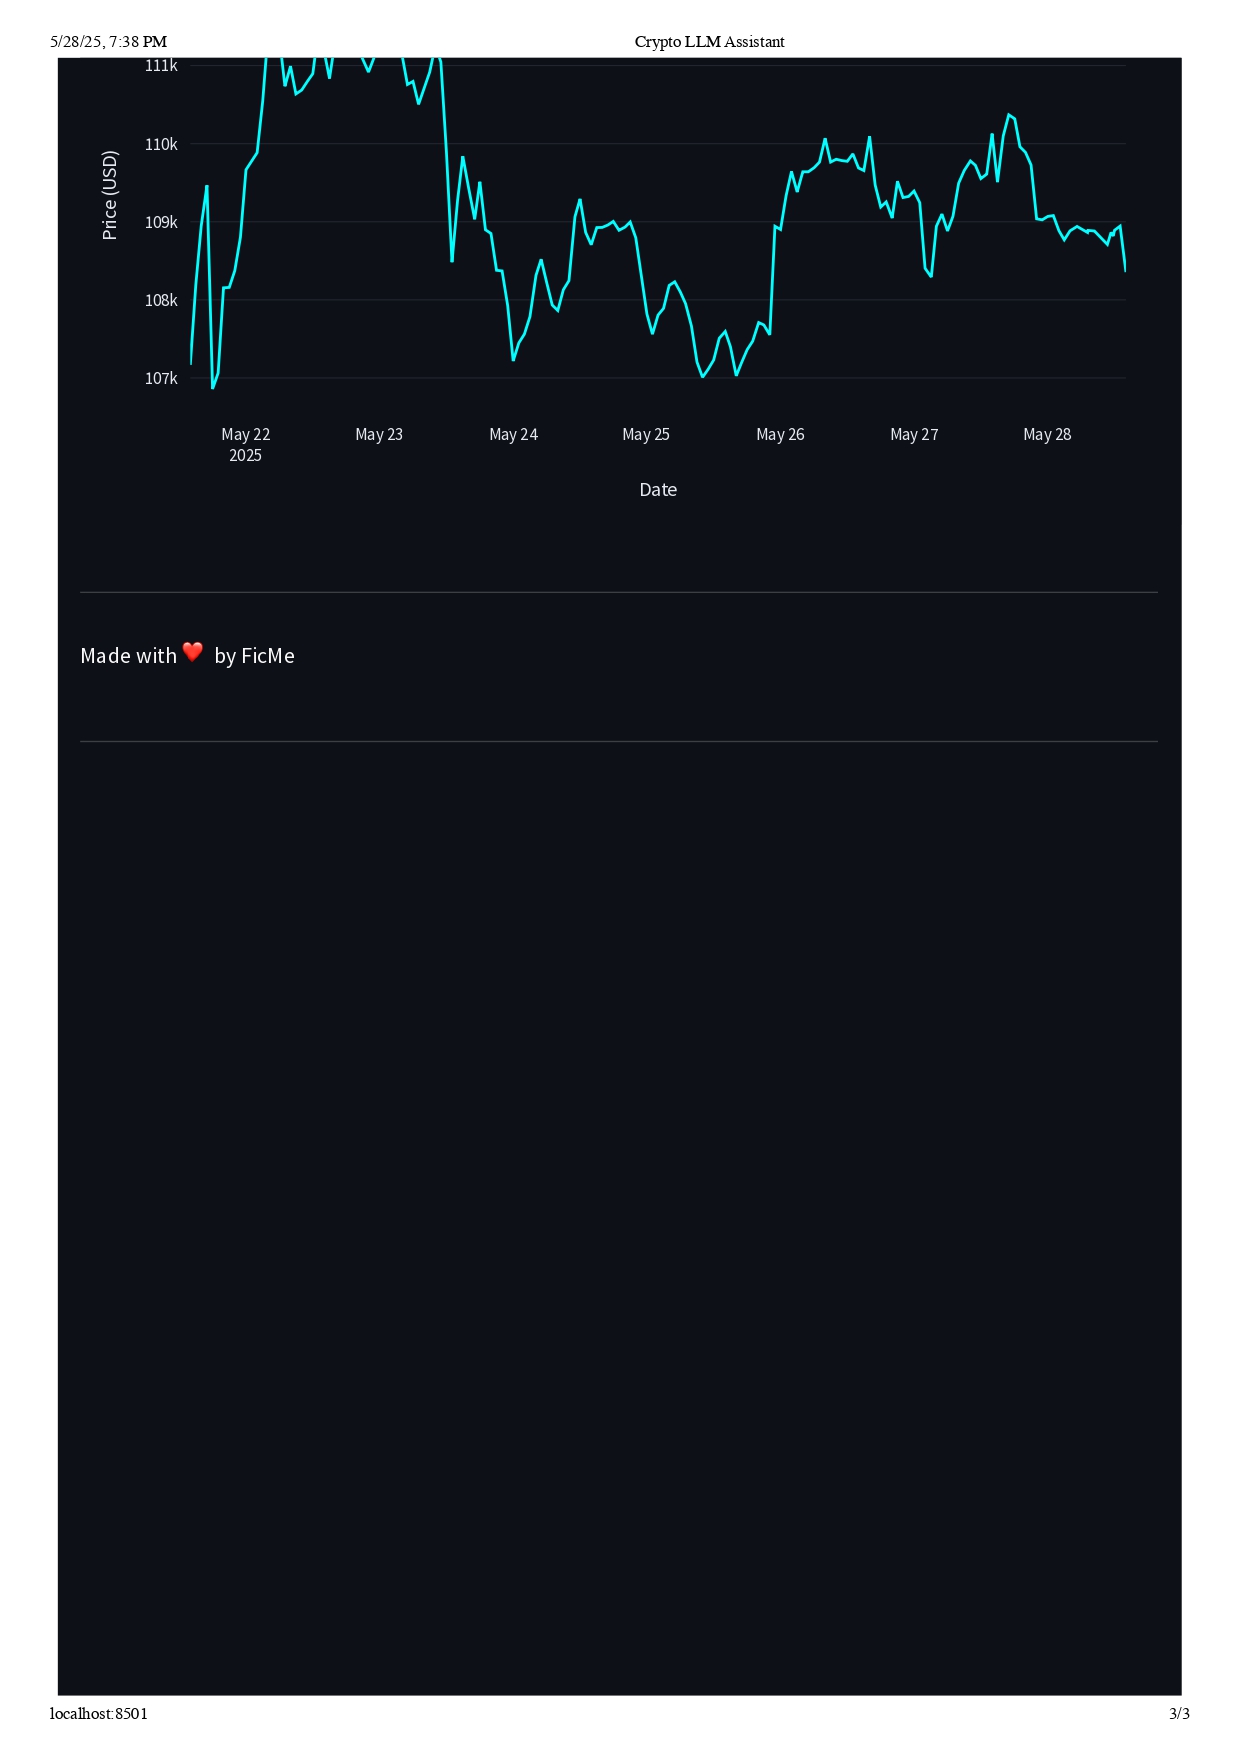 5/28/25, 7:38 PM Crypto LLM Assistant
111k
110k
109k
108k
107k
Price (USD)
May 22 May 23 May 24 May 25 May 26 May 27 May 28
2025
Date
Made with ❤️ by FicMe
localhost:8501 3/3